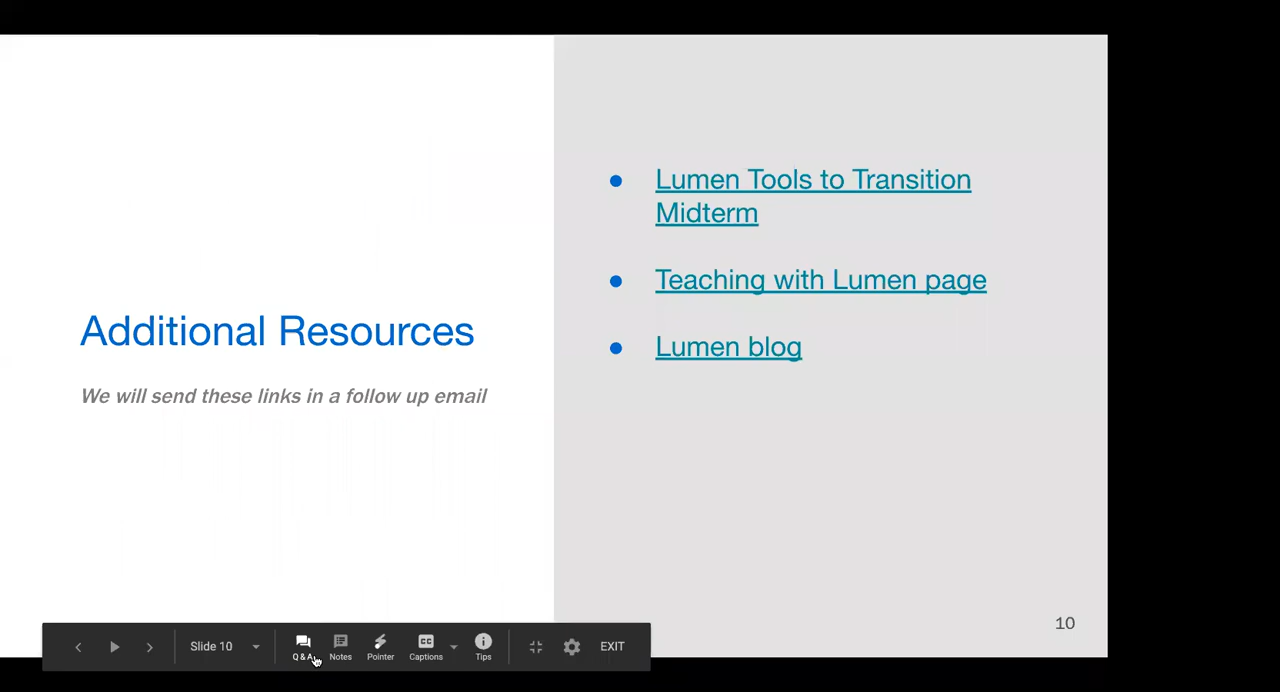 Lumen Tools to Transition
Midterm
Teaching with Lumen page
Lumen blog
Additional Resources
We will send these links in a follow up email
10
Slide 10
Q & A
Notes
Pointer
CC
Captions
Tips
EXIT